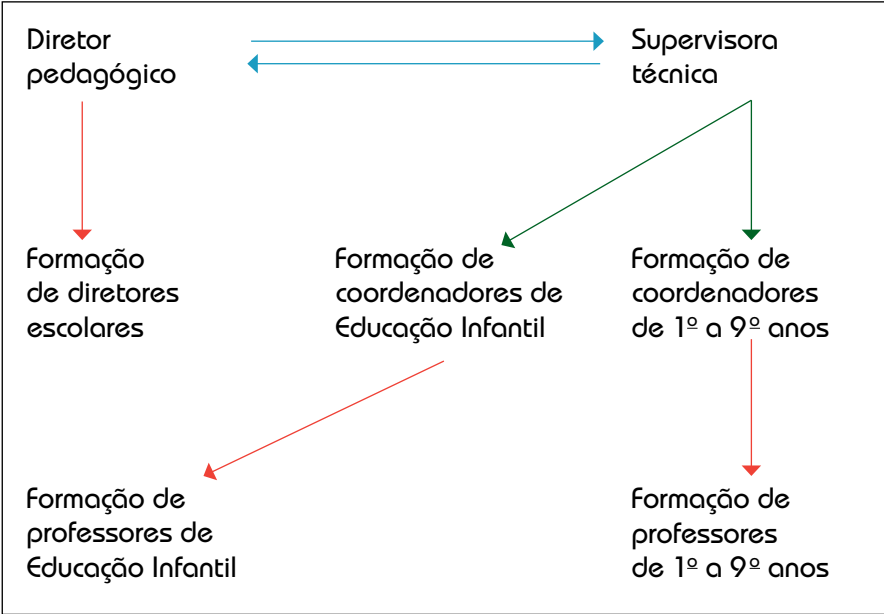 Diretor
pedagógico
Supervisora
técnica
Formação
de diretores
escolares
Formação de
coordenadores de
Educação Infantil
Formação de
coordenadores
de 1º a 9º anos
Formação de
professores de
Educação Infantil
Formação de
professores
de 1º a 9º anos